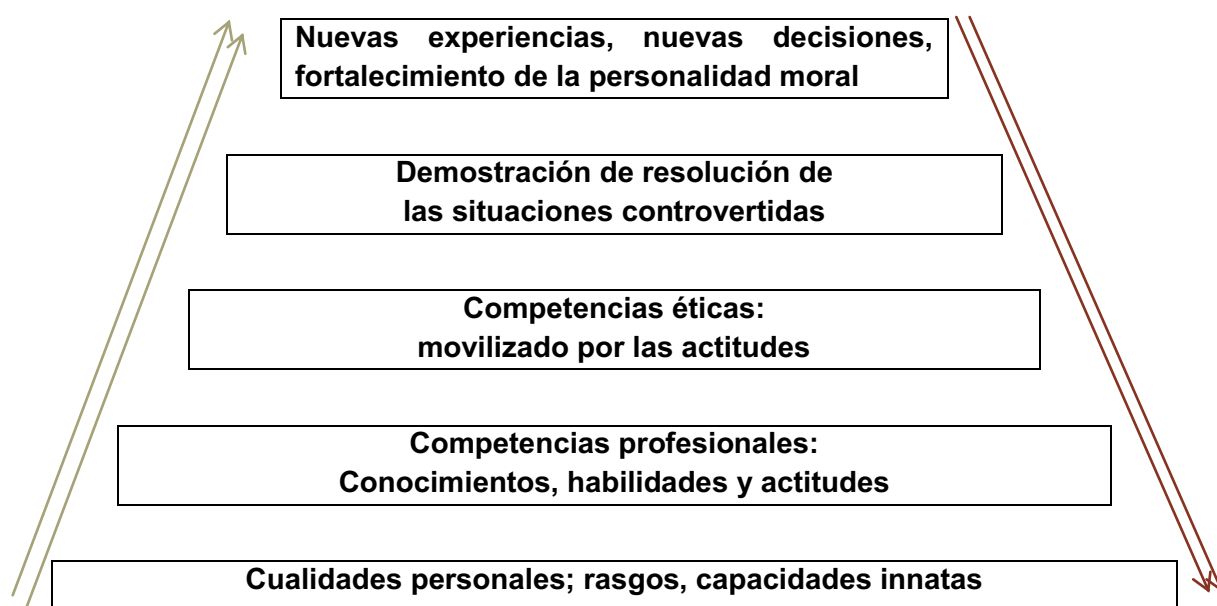 Nuevas experiencias, nuevas decisiones,
fortalecimiento de la personalidad moral
Demostración de resolución de
las situaciones controvertidas
Competencias éticas:
movilizado por las actitudes
Competencias profesionales:
Conocimientos, habilidades y actitudes
Cualidades personales; rasgos, capacidades innatas